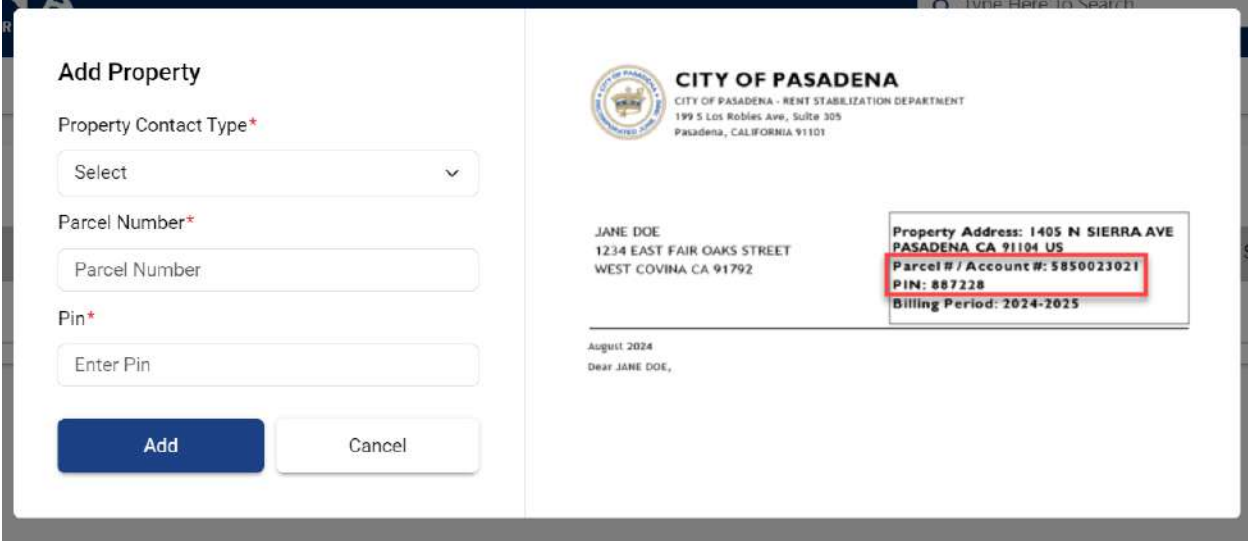 Type Here To Search
Add Property
Property Contact Type*
Select
Parcel Number*
Parcel Number
Pin*
Enter Pin
Add
Cancel
CITY OF PASADENA
CITY OF PASADENA - RENT STABILIZATION DEPARTMENT
199 S Los Robles Ave, Suite 305
Pasadena, CALIFORNIA 91101
JANE DOE
1234 EAST FAIR OAKS STREET
WEST COVINA CA 91792
Property Address: 1405 N SIERRA AVE
PASADENA CA 91104 US
Parcel # / Account #: 5850023021
PIN: 887228
Billing Period: 2024-2025
August 2024
Dear JANE DOE,